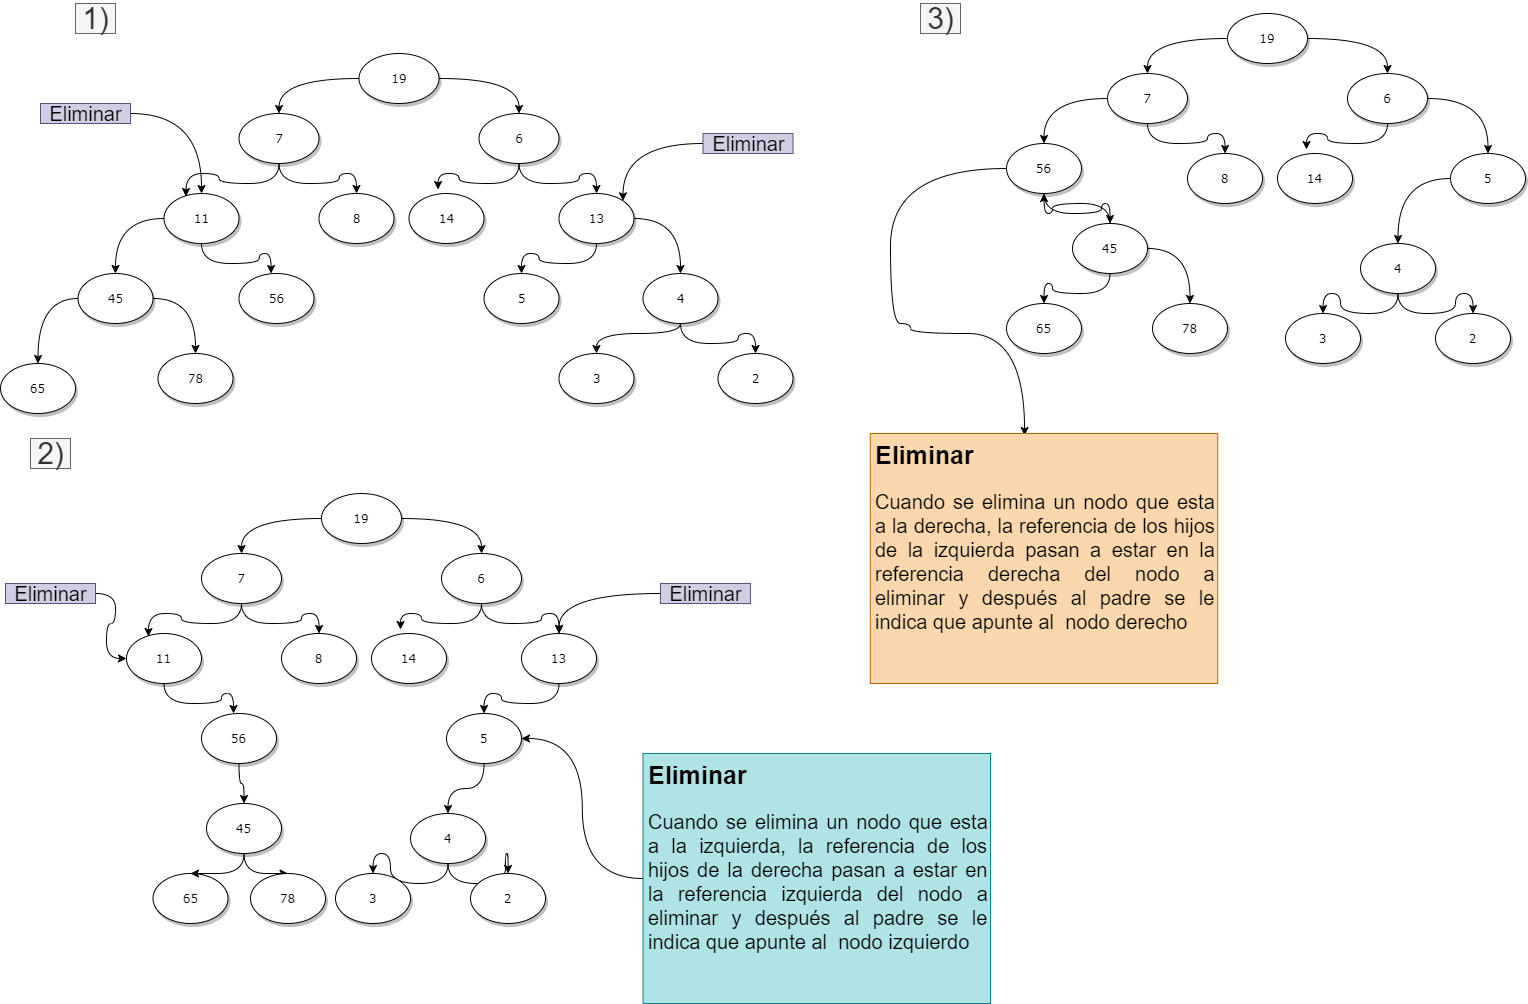 1)
19
Eliminar
7
6
Eliminar
11
8
14
13
45
56
5
4
65
78
3
2
2)
19
Eliminar
7
6
Eliminar
11
8
14
13
56
5
45
4
65
78
3
2
Eliminar
Cuando se elimina un nodo que esta
a la izquierda, la referencia de los
hijos de la derecha pasan a estar en
la referencia izquierda del nodo a
eliminar y después al padre se le
indica que apunte al nodo izquierdo
3)
19
7
6
56
8
14
5
45
4
65
78
3
2
Eliminar
Cuando se elimina un nodo que esta
a la derecha, la referencia de los hijos
de la izquierda pasan a estar en la
referencia derecha del nodo a
eliminar y después al padre se le
indica que apunte al nodo derecho